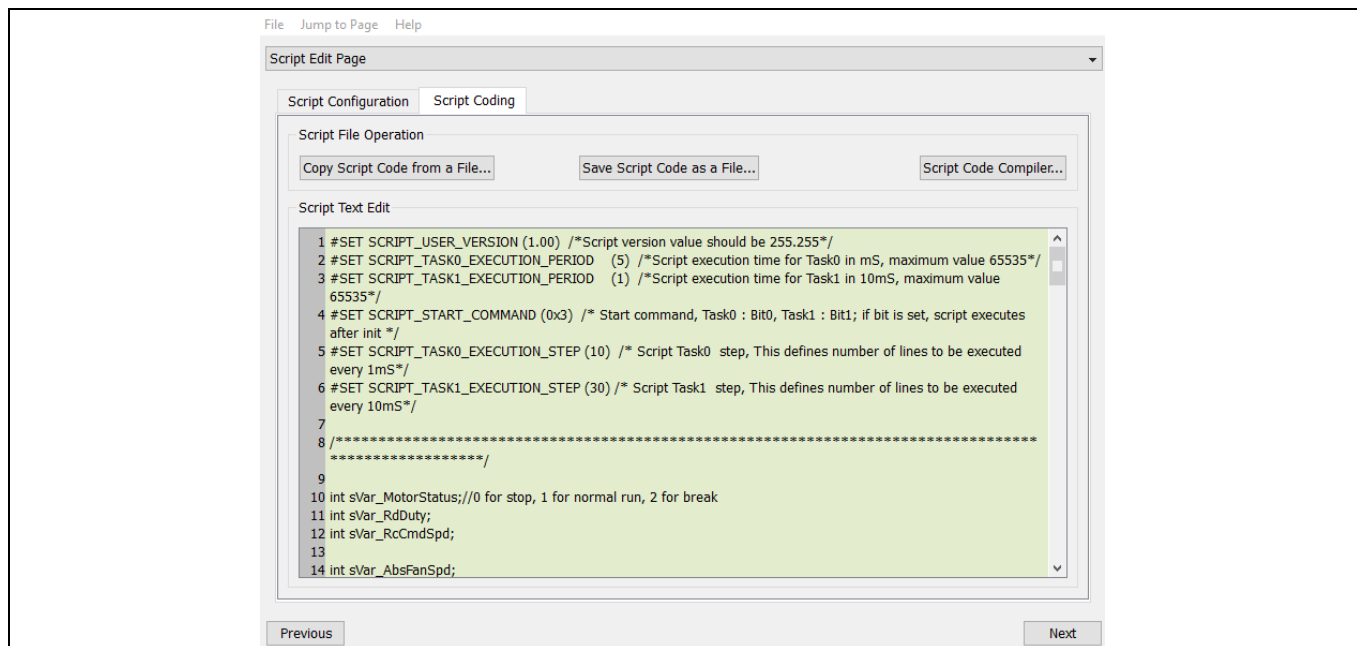 File Jump to Page Help
Script Edit Page
Script Configuration Script Coding
Script File Operation
Copy Script Code from a File... Save Script Code as a File... Script Code Compiler...
Script Text Edit
1 #SET SCRIPT_USER_VERSION (1.00) /*Script version value should be 255.255*/
2 #SET SCRIPT_TASK0_EXECUTION_PERIOD (5) /*Script execution time for Task0 in mS, maximum value 65535*/
3 #SET SCRIPT_TASK1_EXECUTION_PERIOD (1) /*Script execution time for Task1 in 10mS, maximum value
65535*/
4 #SET SCRIPT_START_COMMAND (0x3) /* Start command, Task0 : Bit0, Task1 : Bit1; if bit is set, script executes
after init */
5 #SET SCRIPT_TASK0_EXECUTION_STEP (10) /* Script Task0 step, This defines number of lines to be executed
every 1mS*/
6 #SET SCRIPT_TASK1_EXECUTION_STEP (30) /* Script Task1 step, This defines number of lines to be executed
every 10mS*/
7
8 /**********************************************************************************
******************/
9
10 int sVar_MotorStatus;//0 for stop, 1 for normal run, 2 for break
11 int sVar_RdDuty;
12 int sVar_RcCmdSpd;
13
14 int sVar_AbsFanSpd;
Previous Next